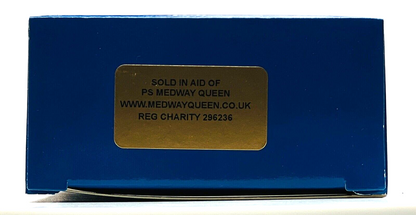 SOLD IN AID OF
PS MEDWAY QUEEN
WWW.MEDWAYQUEEN.CO.UK
REG CHARITY 296236